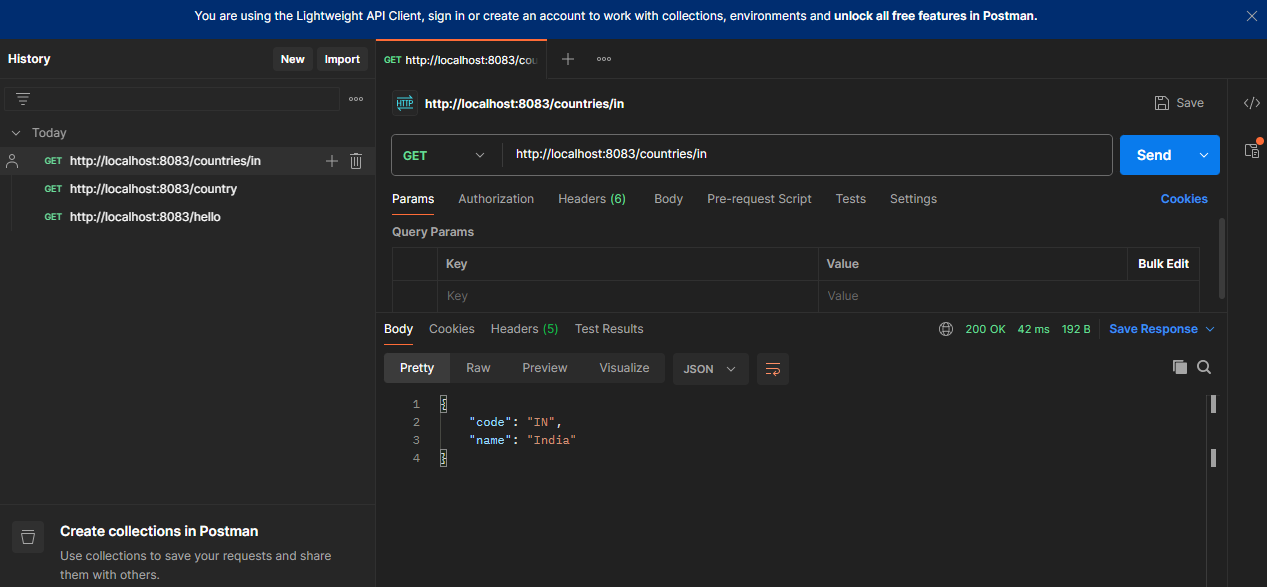 You are using the Lightweight API Client, sign in or create an account to work with collections, environments and unlock all free features in Postman.
History
New
Import
Today
GET http://localhost:8083/countries/in
GET http://localhost:8083/country
GET http://localhost:8083/hello
Create collections in Postman
Use collections to save your requests and share
them with others.
GET http://localhost:8083/cou
HTTP http://localhost:8083/countries/in
Save
GET http://localhost:8083/countries/in
Send
Params Authorization Headers (6) Body Pre-request Script Tests Settings Cookies
Query Params
Key Value Bulk Edit
Key Value
Body Cookies Headers (5) Test Results 200 OK 42 ms 192 B Save Response
Pretty Raw Preview Visualize JSON
1 {
2 "code": "IN",
3 "name": "India"
4 }